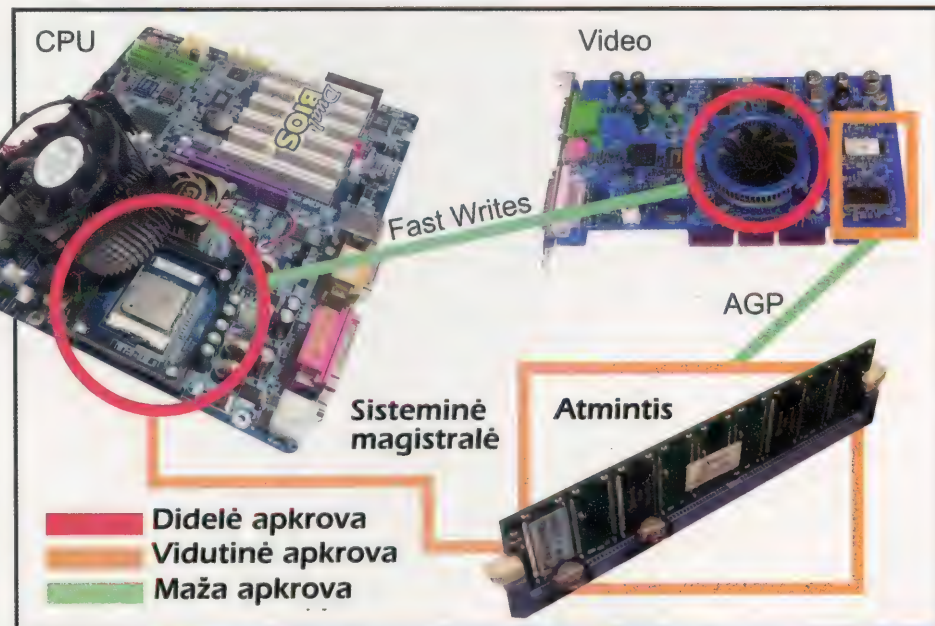 CPU
Video
Dual
BIOS
Fast Writes
AGP
Sisteminė
magistralė
Atmintis
Didelė apkrova
Vidutinė apkrova
Maža apkrova